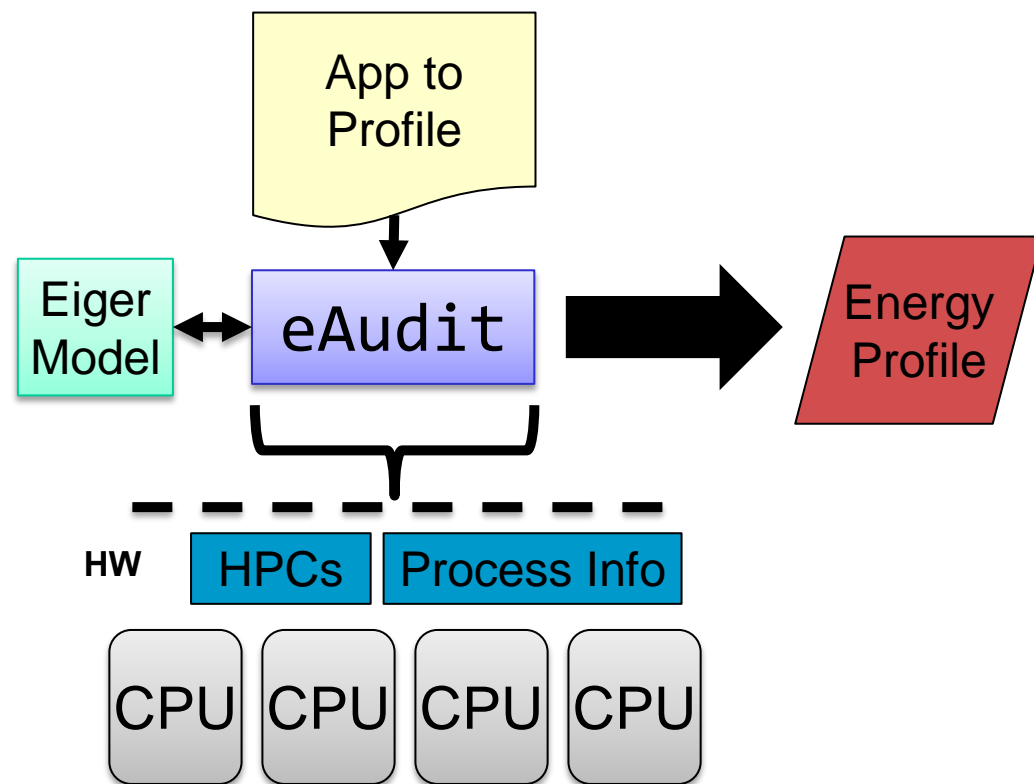 App to
Profile
Eiger
Model
eAudit
Energy
Profile
HW
HPCs
Process Info
CPU
CPU
CPU
CPU